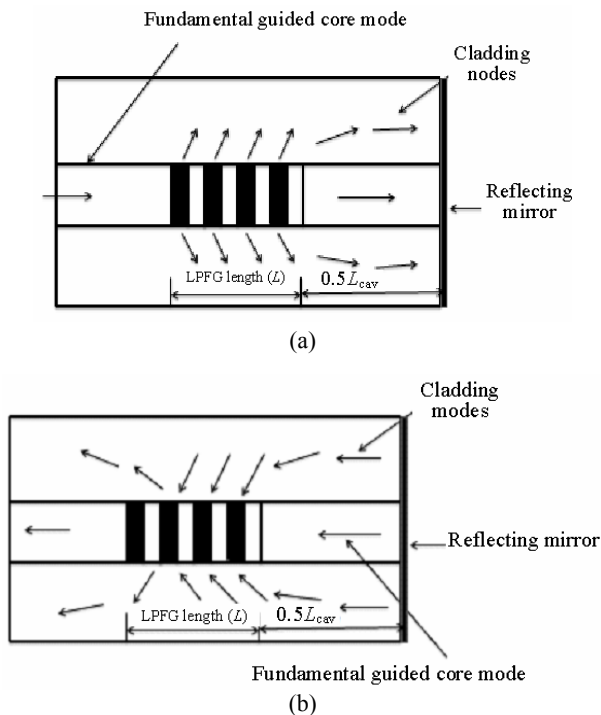 Fundamental guided core mode
Cladding
nodes
Reflecting
mirror
LPFG length (L)
0.5Lcav
(a)
Cladding
modes
Reflecting mirror
LPFG length (L)
0.5Lcav
Fundamental guided core mode
(b)